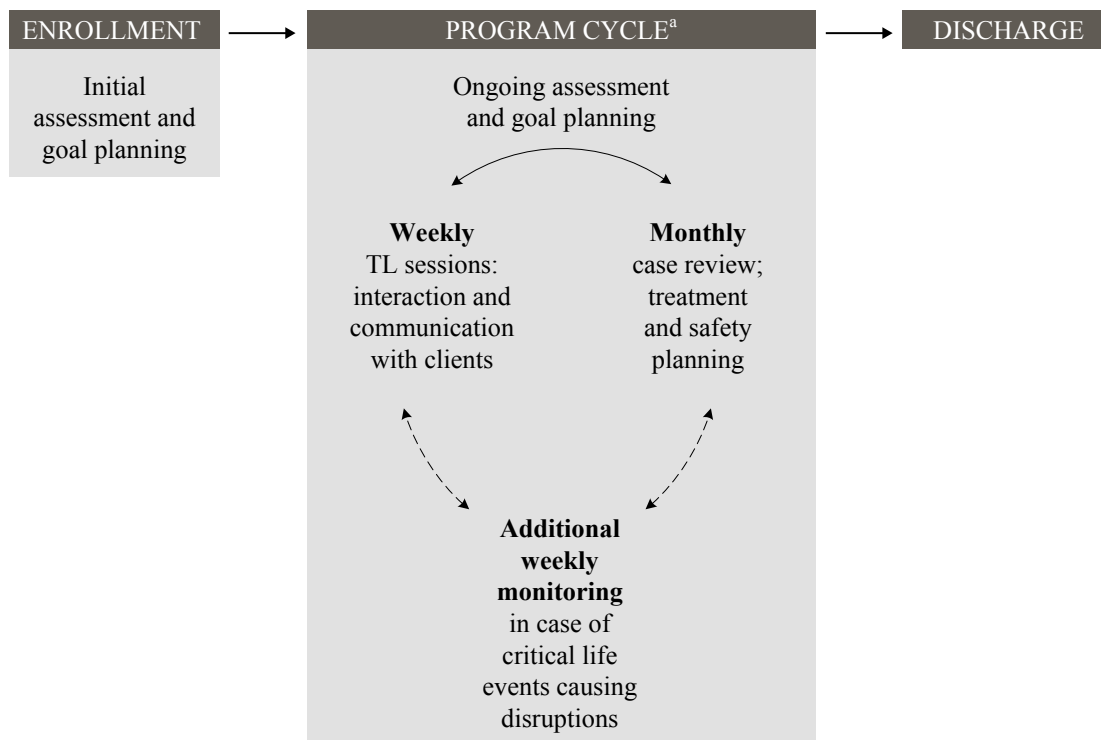 ENROLLMENT
PROGRAM CYCLEᵃ
DISCHARGE
Initial
assessment and
goal planning
Ongoing assessment
and goal planning
Weekly
TL sessions:
interaction and
communication
with clients
Monthly
case review;
treatment
and safety
planning
Additional
weekly
monitoring
in case of
critical life
events causing
disruptions